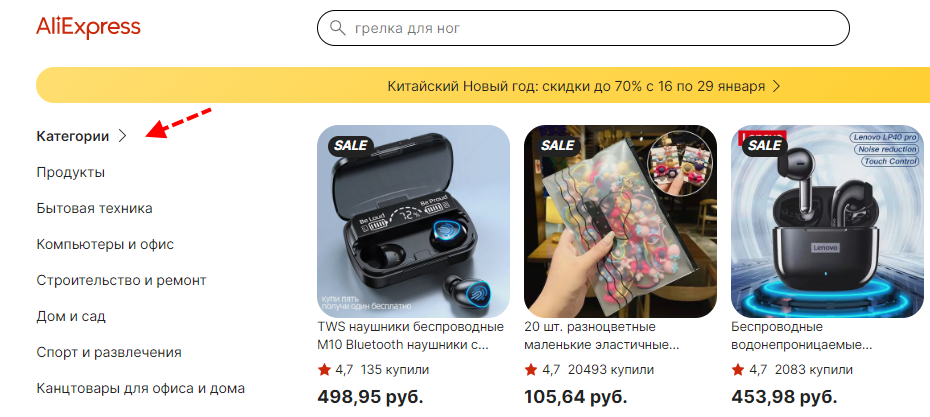 AliExpress
грелка для ног
Китайский Новый год: скидки до 70% с 16 по 29 января
Категории
Продукты
Бытовая техника
Компьютеры и офис
Строительство и ремонт
Дом и сад
Спорт и развлечения
Канцтовары для офиса и дома
SALE
Be Loud
Be Proud
72%
купи пять
получи один бесплатно
TWS наушники беспроводные
M10 Bluetooth наушники с...
4,7 135 купили
498,95 руб.
SALE
20 шт. разноцветные
маленькие эластичные...
4,7 20493 купили
105,64 руб.
SALE
Lenovo LP40 pro
Noise reduction
Touch Control
Lenovo
Беспроводные
водонепроницаемые...
4,7 2083 купили
453,98 руб.